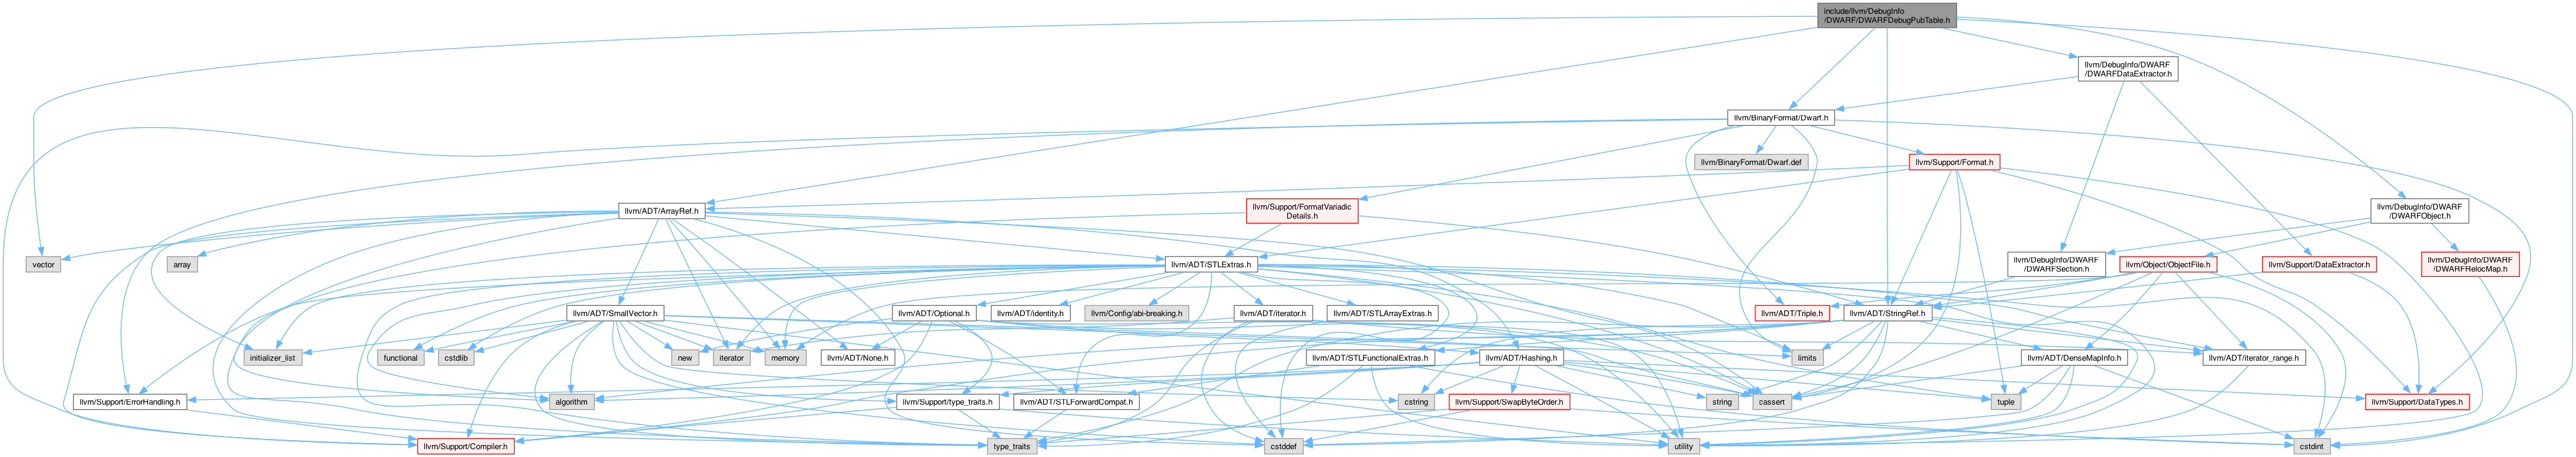 include/llvm/DebugInfo
/DWARF/DWARFDebugPubTable.h
llvm/DebugInfo/DWARF
/DWARFDataExtractor.h
llvm/BinaryFormat/Dwarf.h
llvm/BinaryFormat/Dwarf.def
llvm/Support/Format.h
llvm/ADT/ArrayRef.h
llvm/Support/FormatVariadic
Details.h
llvm/DebugInfo/DWARF
/DWARFObject.h
vector
array
llvm/ADT/STLExtras.h
llvm/DebugInfo/DWARF
/DWARFSection.h
llvm/Object/ObjectFile.h
llvm/Support/DataExtractor.h
llvm/DebugInfo/DWARF
/DWARFRelocMap.h
llvm/ADT/SmallVector.h
llvm/ADT/Optional.h
llvm/ADT/identity.h
llvm/Config/abi-breaking.h
llvm/ADT/iterator.h
llvm/ADT/STLArrayExtras.h
llvm/ADT/Triple.h
llvm/ADT/StringRef.h
initializer_list
functional
cstdlib
new
iterator
memory
llvm/ADT/None.h
llvm/ADT/STLFunctionalExtras.h
llvm/ADT/Hashing.h
limits
llvm/ADT/DenseMapInfo.h
llvm/ADT/iterator_range.h
llvm/Support/ErrorHandling.h
algorithm
llvm/Support/type_traits.h
llvm/ADT/STLForwardCompat.h
cstring
llvm/Support/SwapByteOrder.h
string
cassert
tuple
llvm/Support/DataTypes.h
llvm/Support/Compiler.h
type_traits
cstddef
utility
cstdint